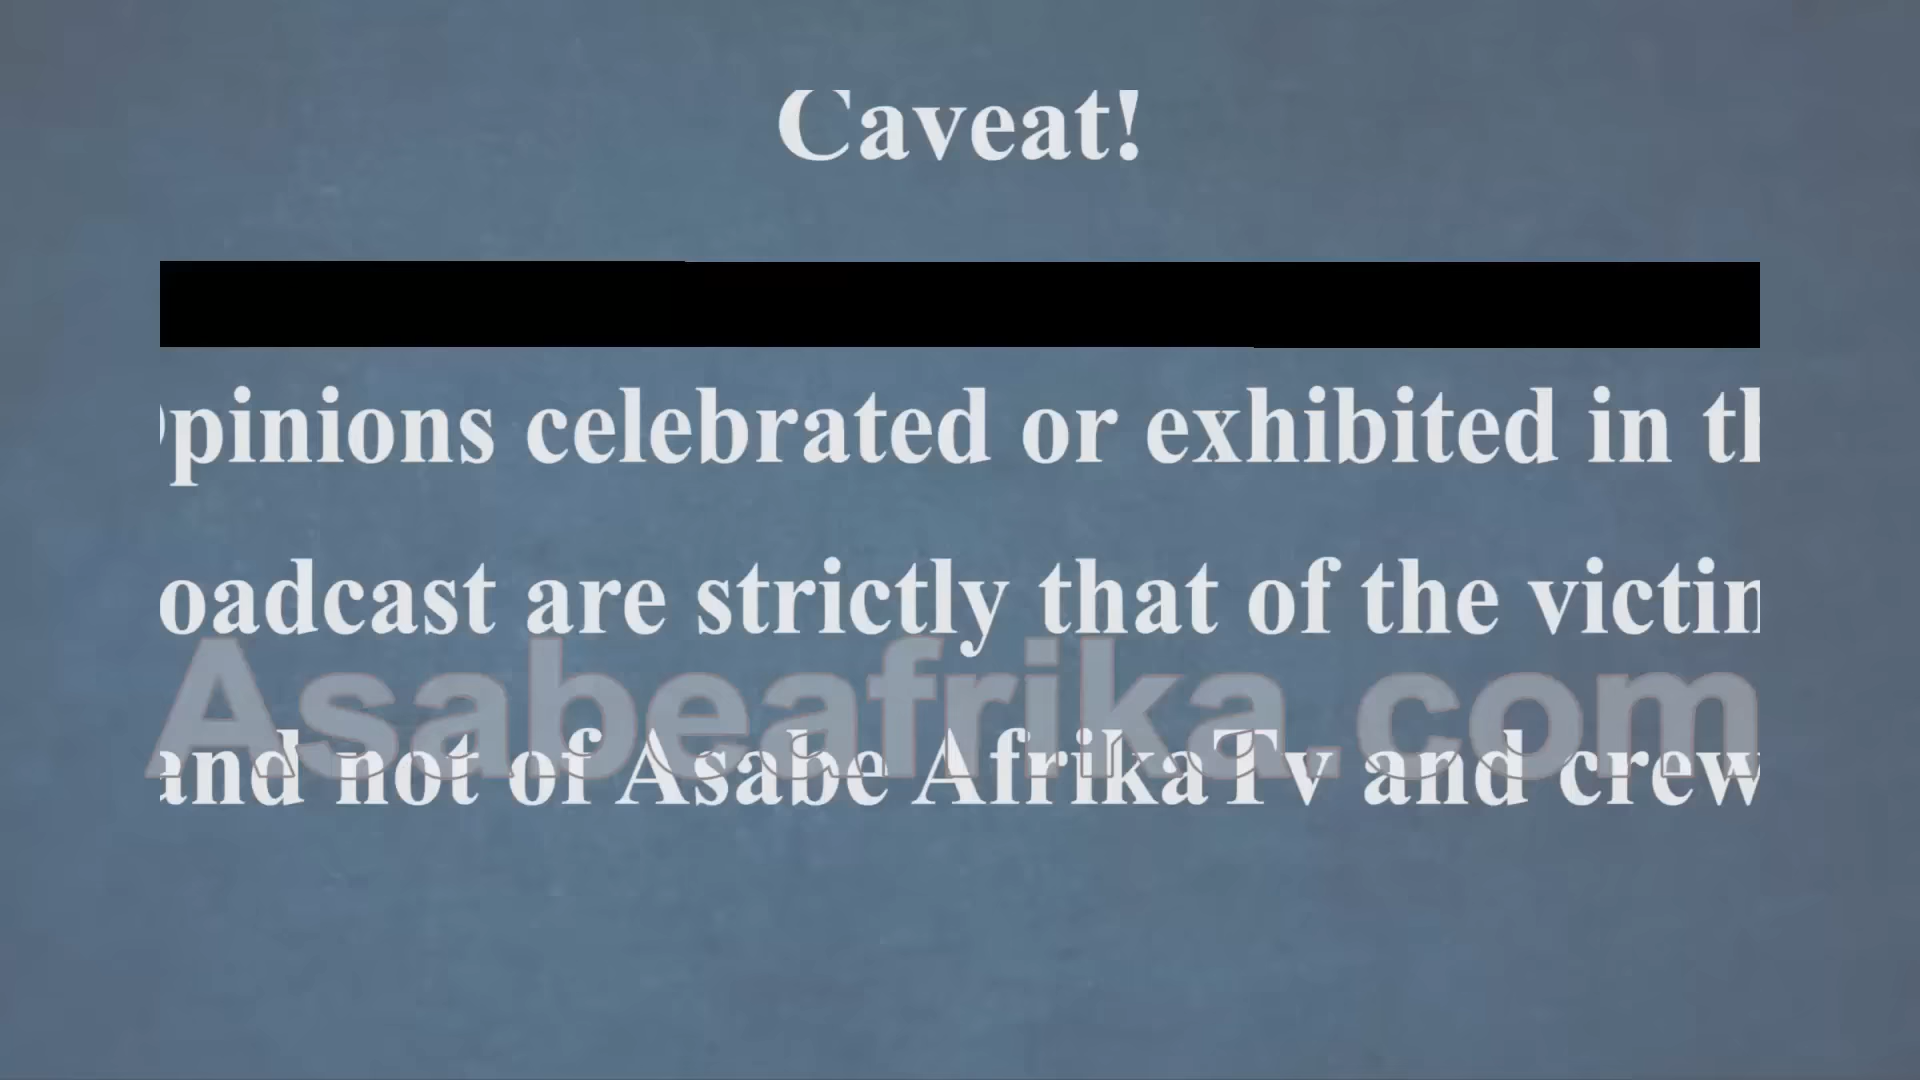 Caveat!
pinions celebrated or exhibited in th
oadcast are strictly that of the victim
Asabeafrika.com
and not of Asabe AfrikaTv and crew